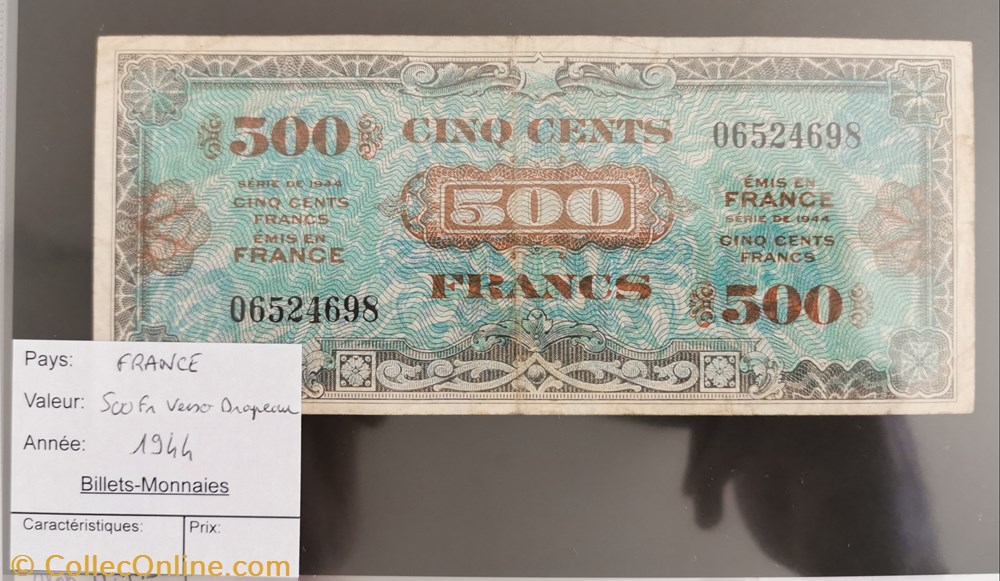 500 CINQ CENTS 06524698
SÉRIE DE 1944
CINQ CENTS
FRANCS
ÉMIS EN
FRANCE
500
ÉMIS EN
FRANCE
SÉRIE DE 1944
CINQ CENTS
FRANCS
06524698 FRANCS 500
Pays: FRANCE
Valeur: 500 Fr Verso Drapeau
Année: 1944
Billets-Monnaies
Caractéristiques: Prix:
© CollecOnline.com